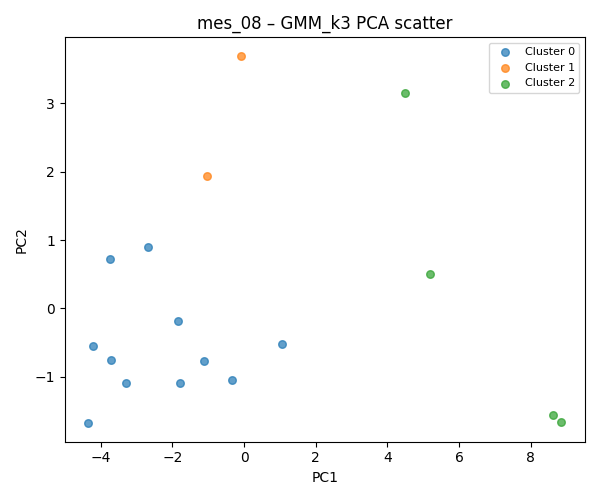 mes_08 – GMM_k3 PCA scatter
Cluster 0
Cluster 1
Cluster 2
3
2
1
0
−1
PC2
−4
−2
0
2
4
6
8
PC1